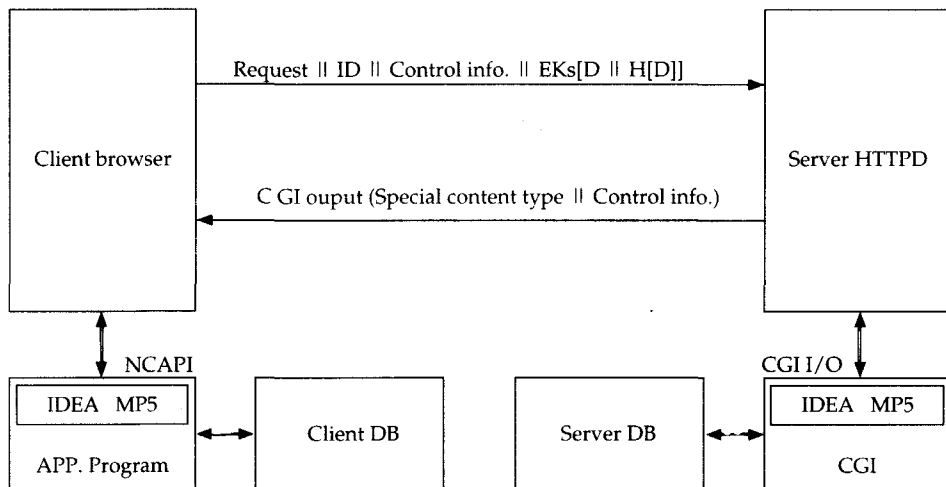 Request || ID || Control info. || EKs[D || H[D]]
Client browser
Server HTTPD
C GI ouput (Special content type || Control info.)
NCAPI
CGI I/O
IDEA MP5
IDEA MP5
Client DB
Server DB
APP. Program
CGI